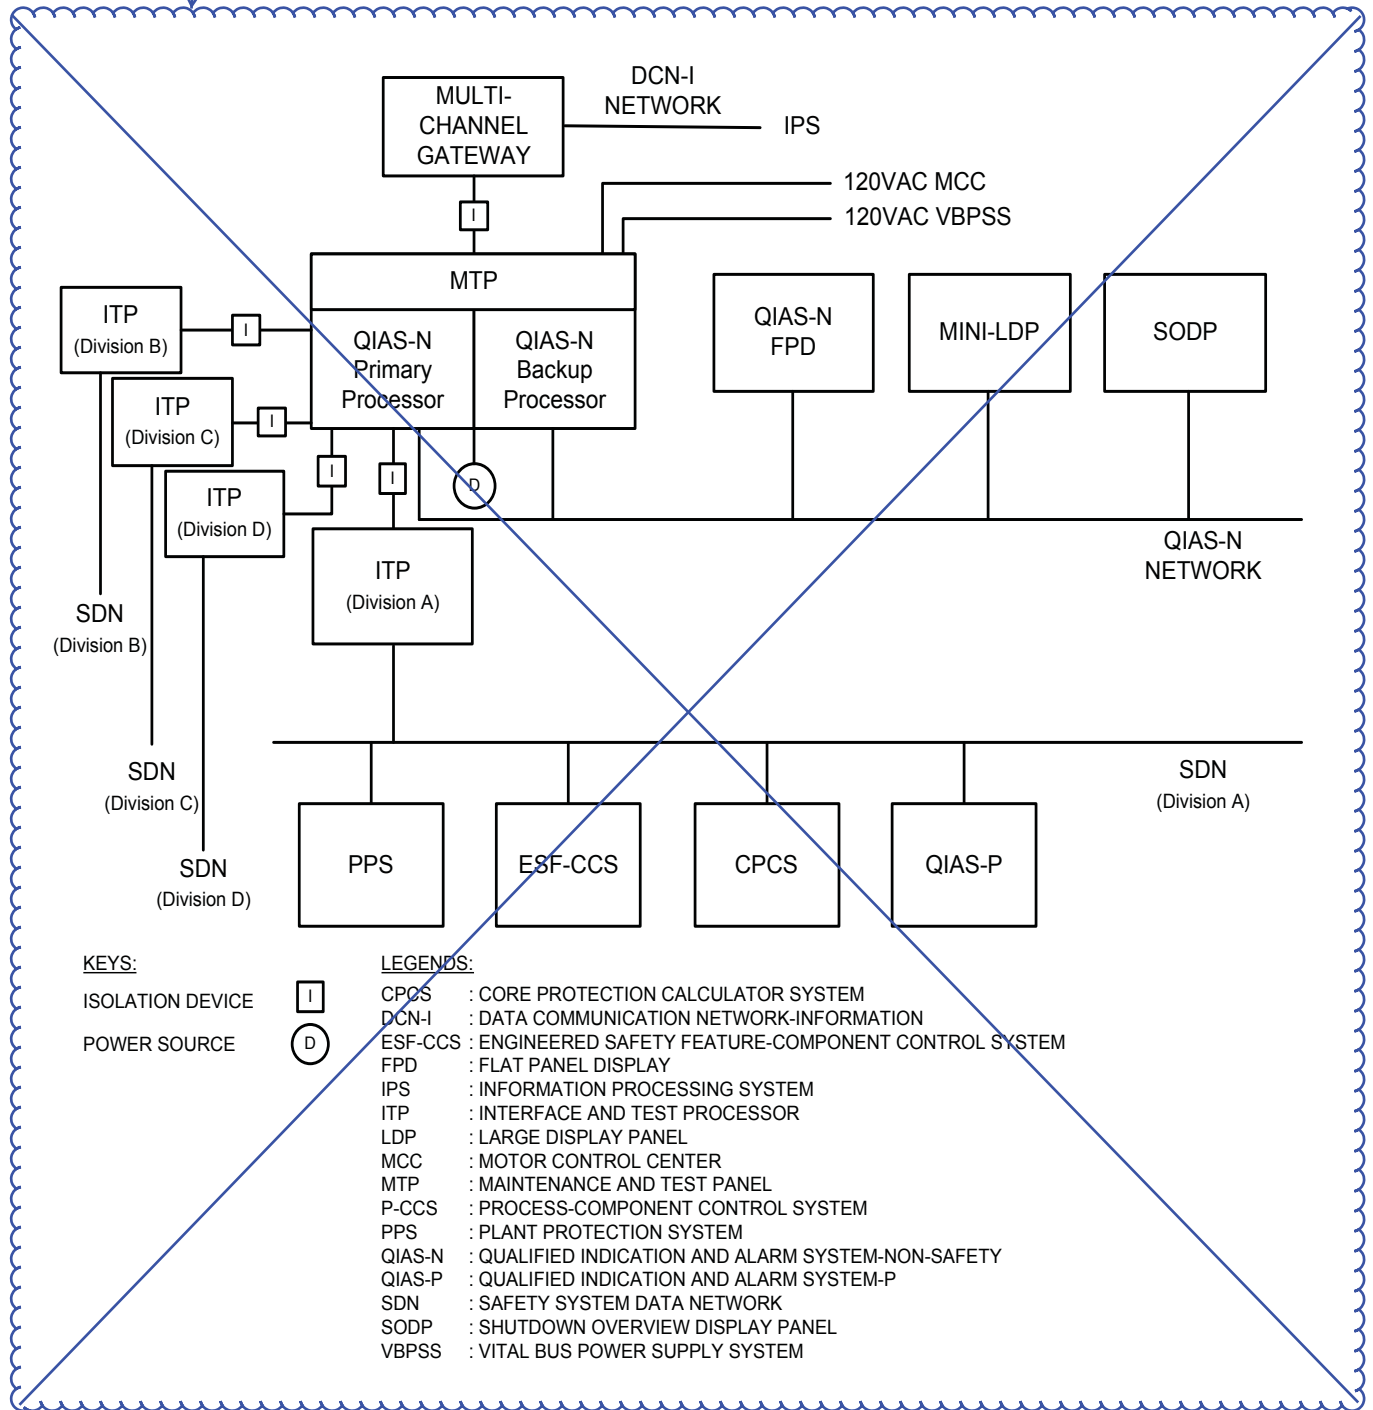 DCN-I
NETWORK
MULTI-
CHANNEL
GATEWAY
IPS
120VAC MCC
120VAC VBPSS
I
MTP
ITP
(Division B)
I
QIAS-N
Primary
Processor
QIAS-N
Backup
Processor
QIAS-N
FPD
MINI-LDP
SODP
ITP
(Division C)
I
ITP
(Division D)
I
I
D
ITP
(Division A)
QIAS-N
NETWORK
SDN
(Division B)
SDN
(Division C)
SDN
(Division D)
SDN
(Division A)
PPS
ESF-CCS
CPCS
QIAS-P
KEYS:
ISOLATION DEVICE I
POWER SOURCE D
LEGENDS:
CPCS : CORE PROTECTION CALCULATOR SYSTEM
DCN-I : DATA COMMUNICATION NETWORK-INFORMATION
ESF-CCS : ENGINEERED SAFETY FEATURE-COMPONENT CONTROL SYSTEM
FPD : FLAT PANEL DISPLAY
IPS : INFORMATION PROCESSING SYSTEM
ITP : INTERFACE AND TEST PROCESSOR
LDP : LARGE DISPLAY PANEL
MCC : MOTOR CONTROL CENTER
MTP : MAINTENANCE AND TEST PANEL
P-CCS : PROCESS-COMPONENT CONTROL SYSTEM
PPS : PLANT PROTECTION SYSTEM
QIAS-N : QUALIFIED INDICATION AND ALARM SYSTEM-NON-SAFETY
QIAS-P : QUALIFIED INDICATION AND ALARM SYSTEM-P
SDN : SAFETY SYSTEM DATA NETWORK
SODP : SHUTDOWN OVERVIEW DISPLAY PANEL
VBPSS : VITAL BUS POWER SUPPLY SYSTEM